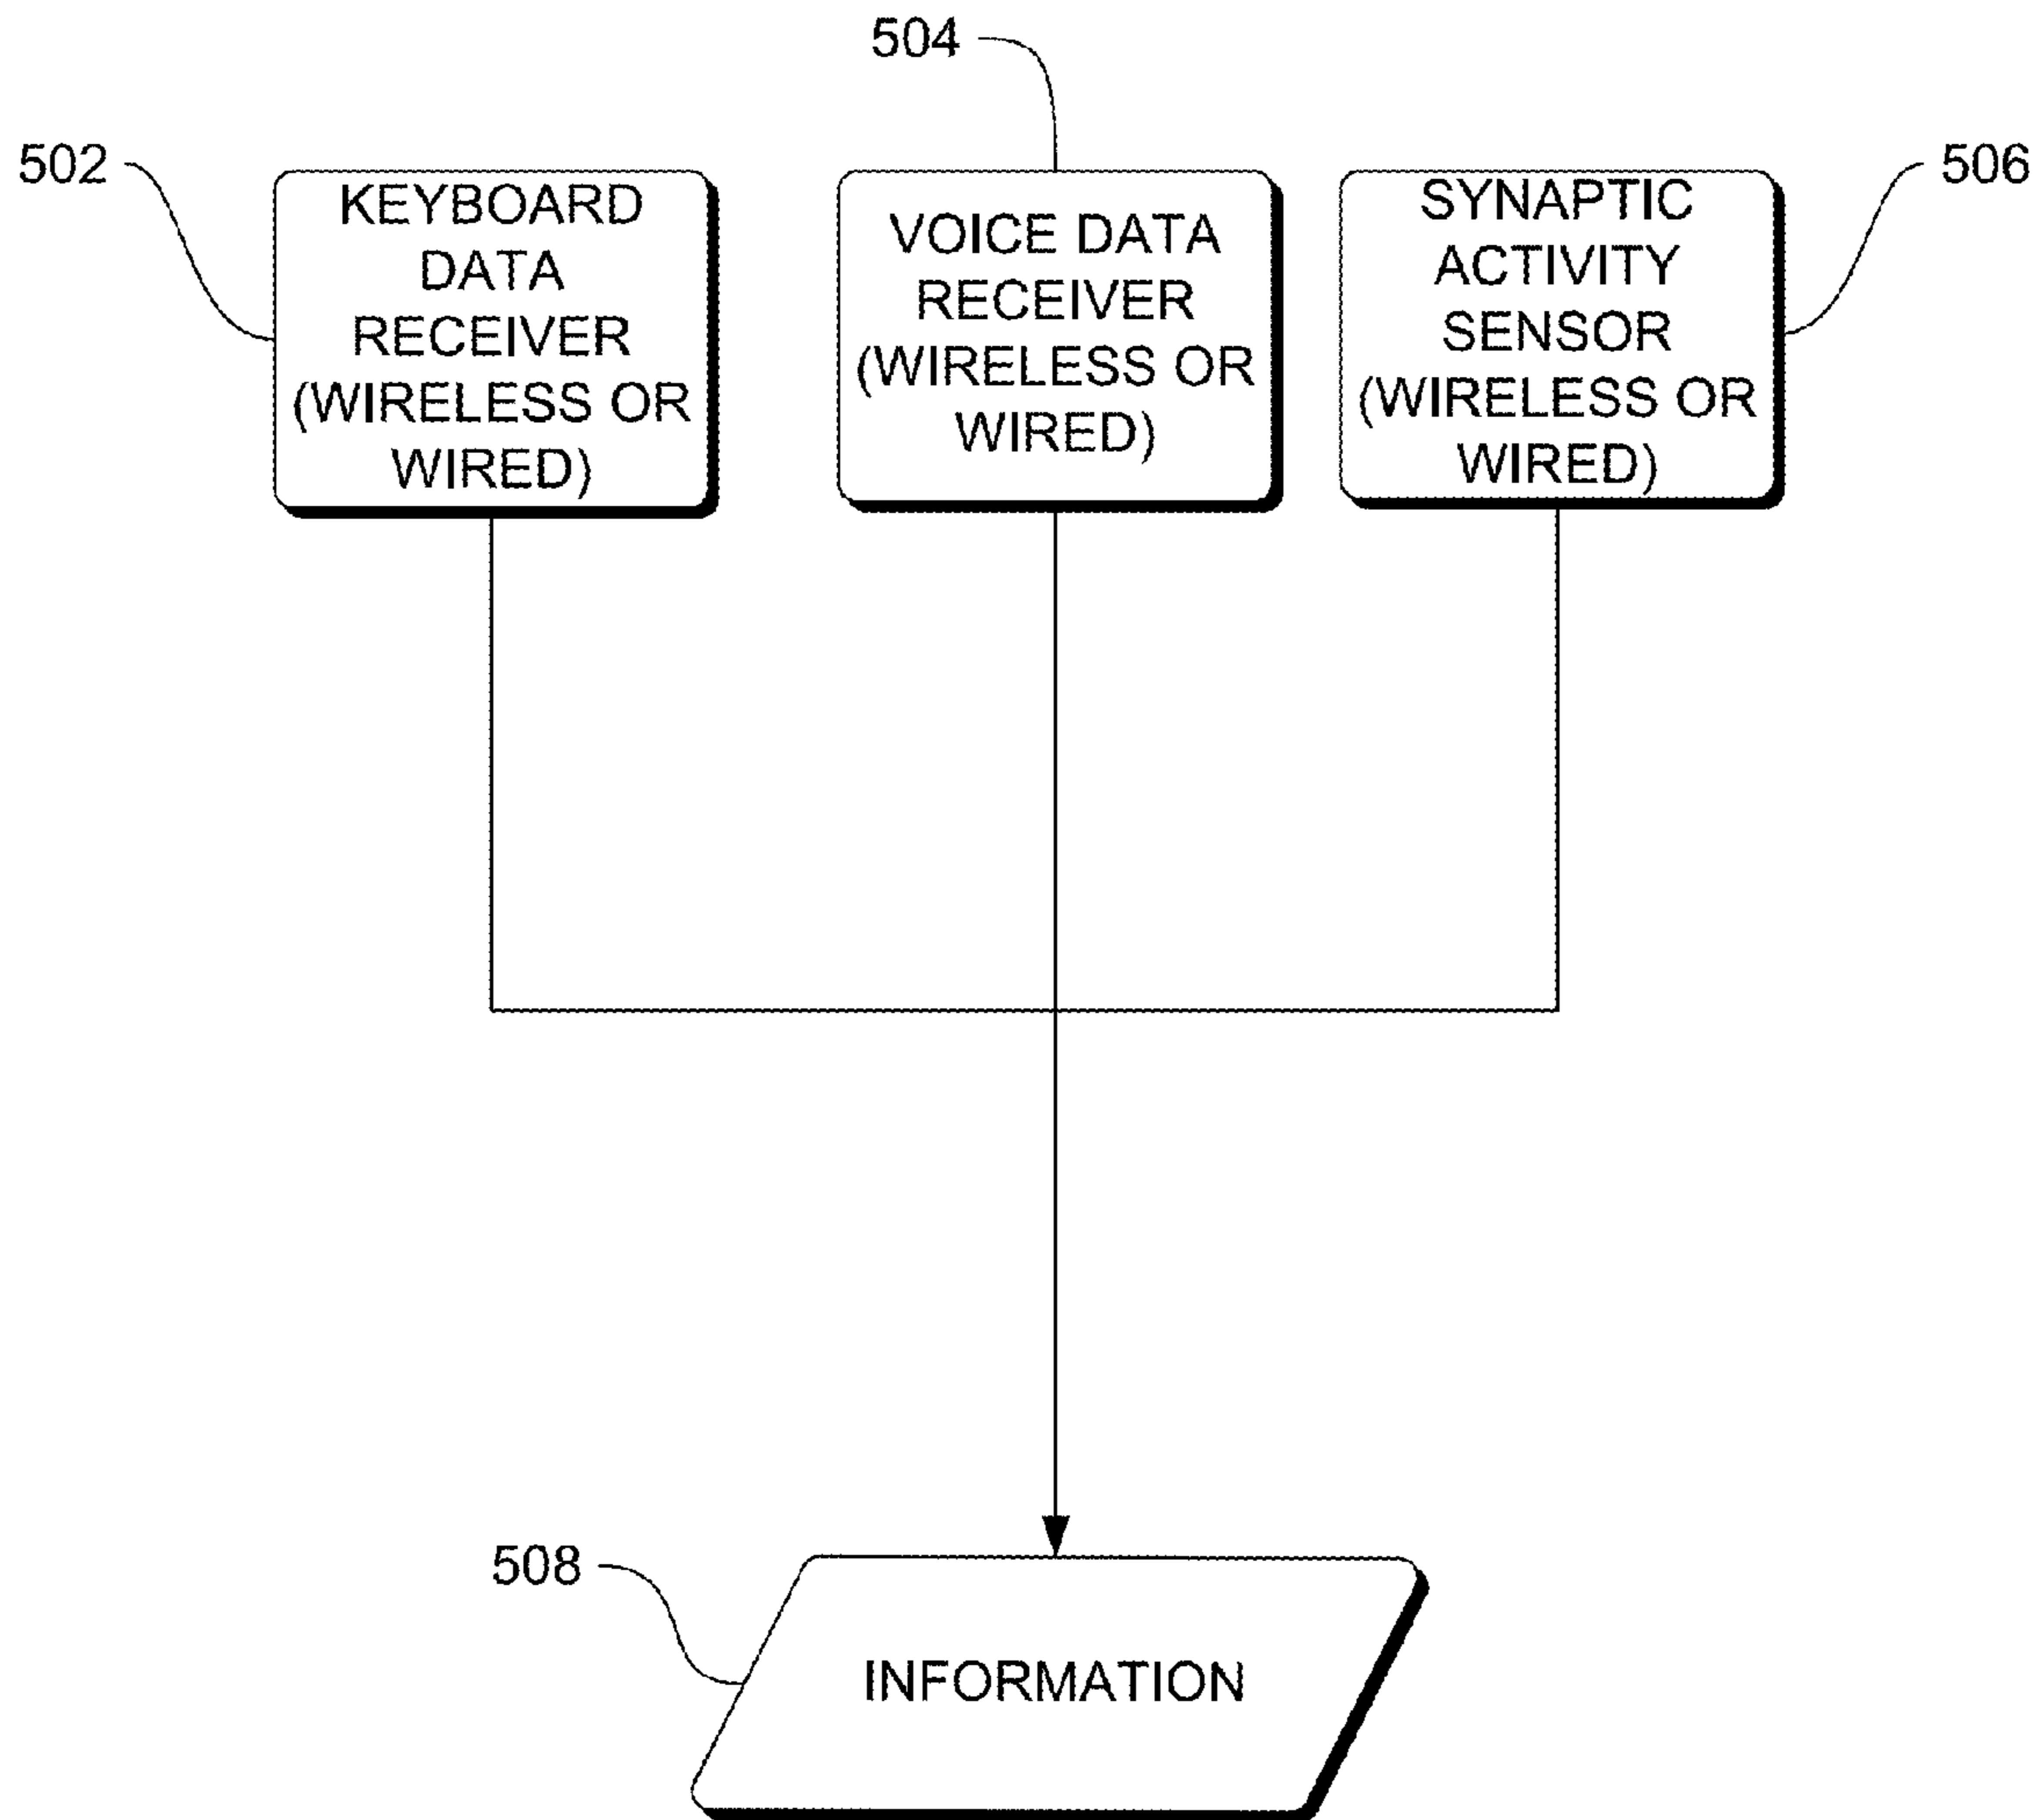 504
502
506
KEYBOARD
DATA
RECEIVER
(WIRELESS OR
WIRED)
VOICE DATA
RECEIVER
(WIRELESS OR
WIRED)
SYNAPTIC
ACTIVITY
SENSOR
(WIRELESS OR
WIRED)
508
INFORMATION